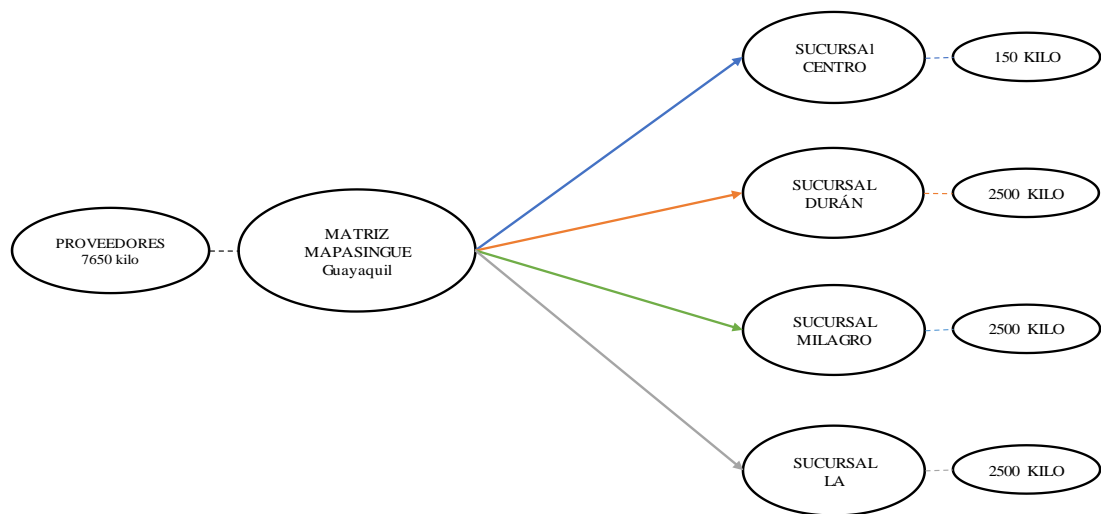 PROVEEDORES
7650 kilo
MATRIZ
MAPASINGUE
Guayaquil
SUCURSAl
CENTRO
150 KILO
SUCURSAL
DURÁN
2500 KILO
SUCURSAL
MILAGRO
2500 KILO
SUCURSAL
LA
2500 KILO